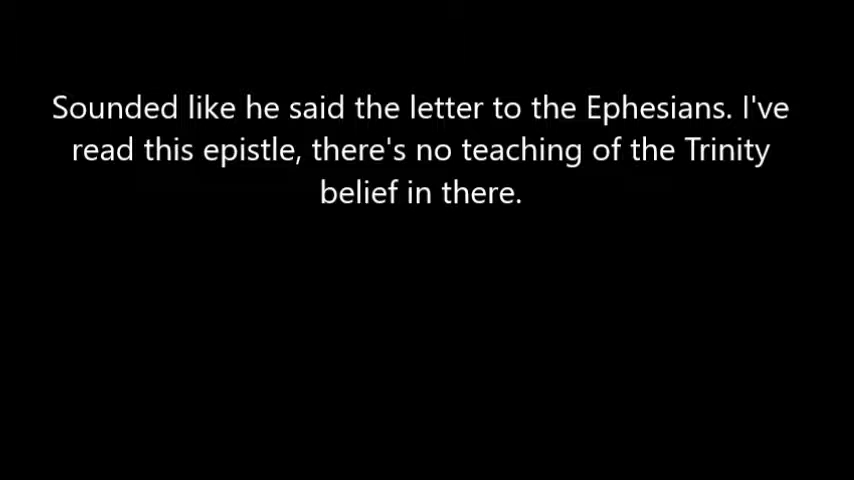 Sounded like he said the letter to the Ephesians. I've
read this epistle, there's no teaching of the Trinity
belief in there.